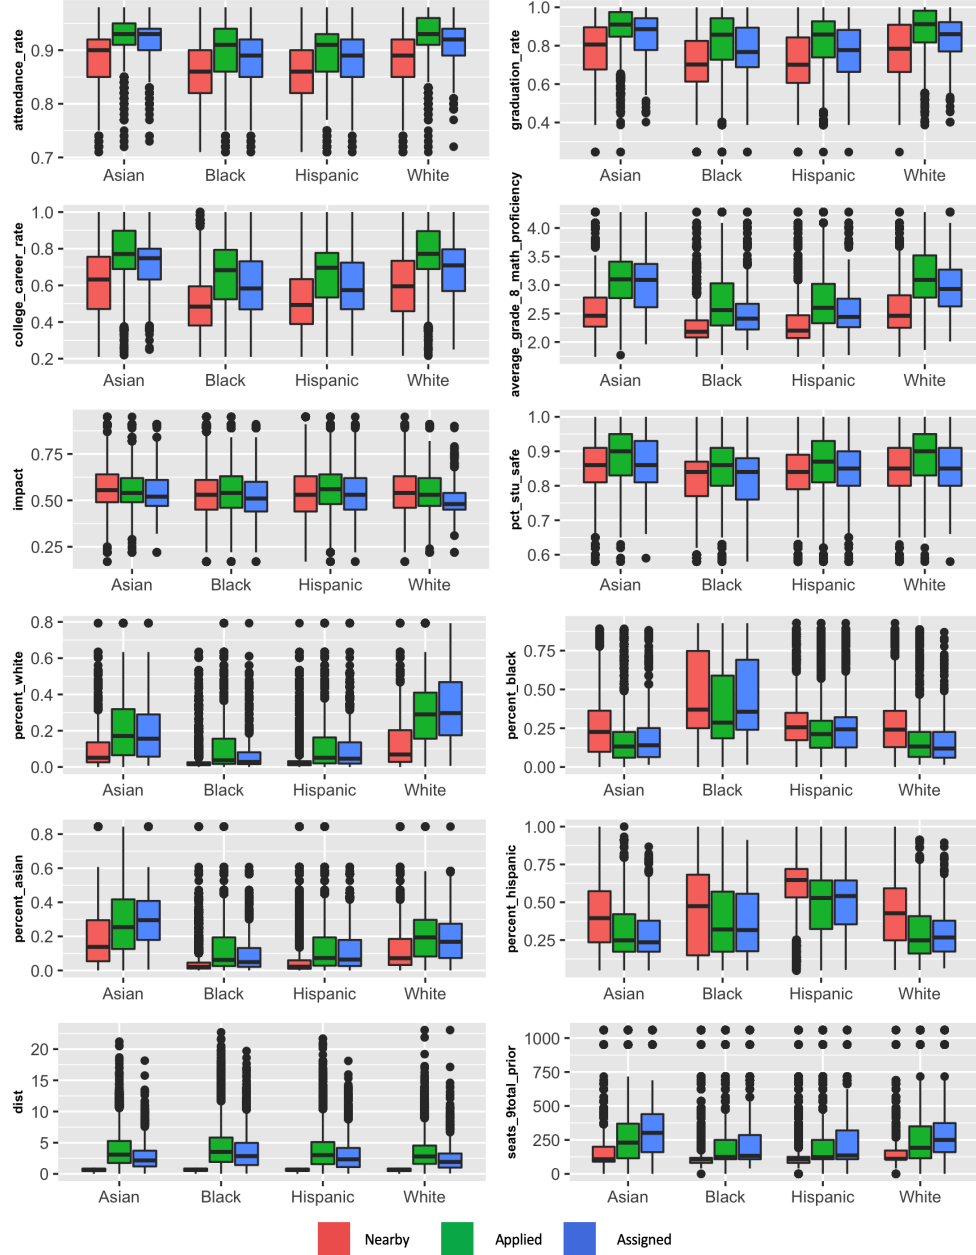 attendance_rate
0.9
0.8
0.7
Asian Black Hispanic White
graduation_rate
1.0
0.8
0.6
0.4
Asian Black Hispanic White
college_career_rate
1.0
0.8
0.6
0.4
0.2
Asian Black Hispanic White
average_grade_8_math_proficiency
4.0
3.5
3.0
2.5
2.0
Asian Black Hispanic White
impact
0.75
0.50
0.25
Asian Black Hispanic White
pct_stu_safe
1.0
0.9
0.8
0.7
0.6
Asian Black Hispanic White
percent_white
0.8
0.6
0.4
0.2
0.0
Asian Black Hispanic White
percent_black
0.75
0.50
0.25
0.00
Asian Black Hispanic White
percent_asian
0.8
0.6
0.4
0.2
0.0
Asian Black Hispanic White
percent_hispanic
1.00
0.75
0.50
0.25
Asian Black Hispanic White
dist
20
15
10
5
0
Asian Black Hispanic White
seats_9total_prior
1000
750
500
250
0
Asian Black Hispanic White
Nearby Applied Assigned